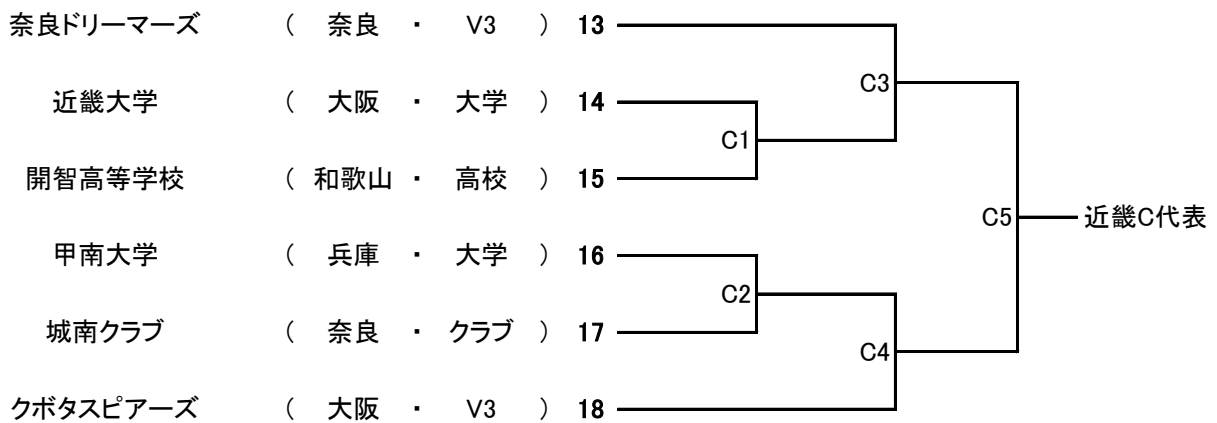 奈良ドリーマーズ ( 奈良 ・ V3 ) 13
C3
近畿大学 ( 大阪 ・ 大学 ) 14
C1
開智高等学校 ( 和歌山 ・ 高校 ) 15
C5 近畿C代表
甲南大学 ( 兵庫 ・ 大学 ) 16
C2
城南クラブ ( 奈良 ・ クラブ ) 17
C4
クボタスピアーズ ( 大阪 ・ V3 ) 18